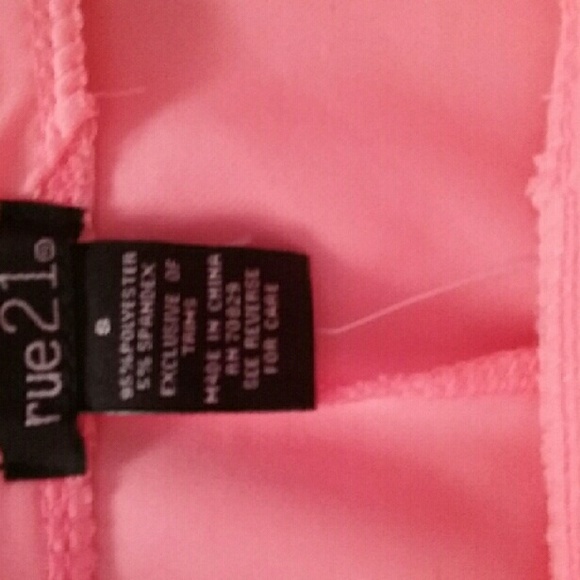 rue21
S
95%POLYESTER
5% SPANDEX
EXCLUSIVE OF
TRIMS
MADE IN CHINA
RN 70829
SEE REVERSE
FOR CARE